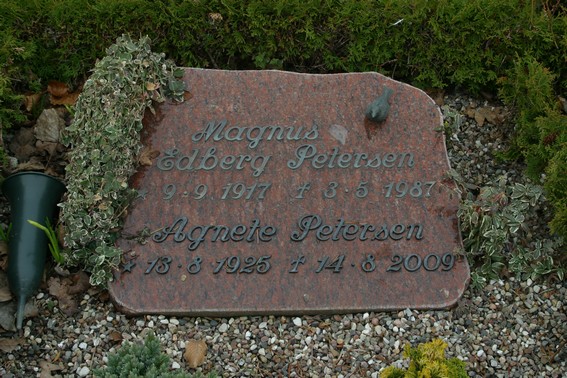 Magnus
Edberg Petersen
* 9·9·1917 † 3·5·1987
Agnete Petersen
* 13·8·1925 † 14·8·2009